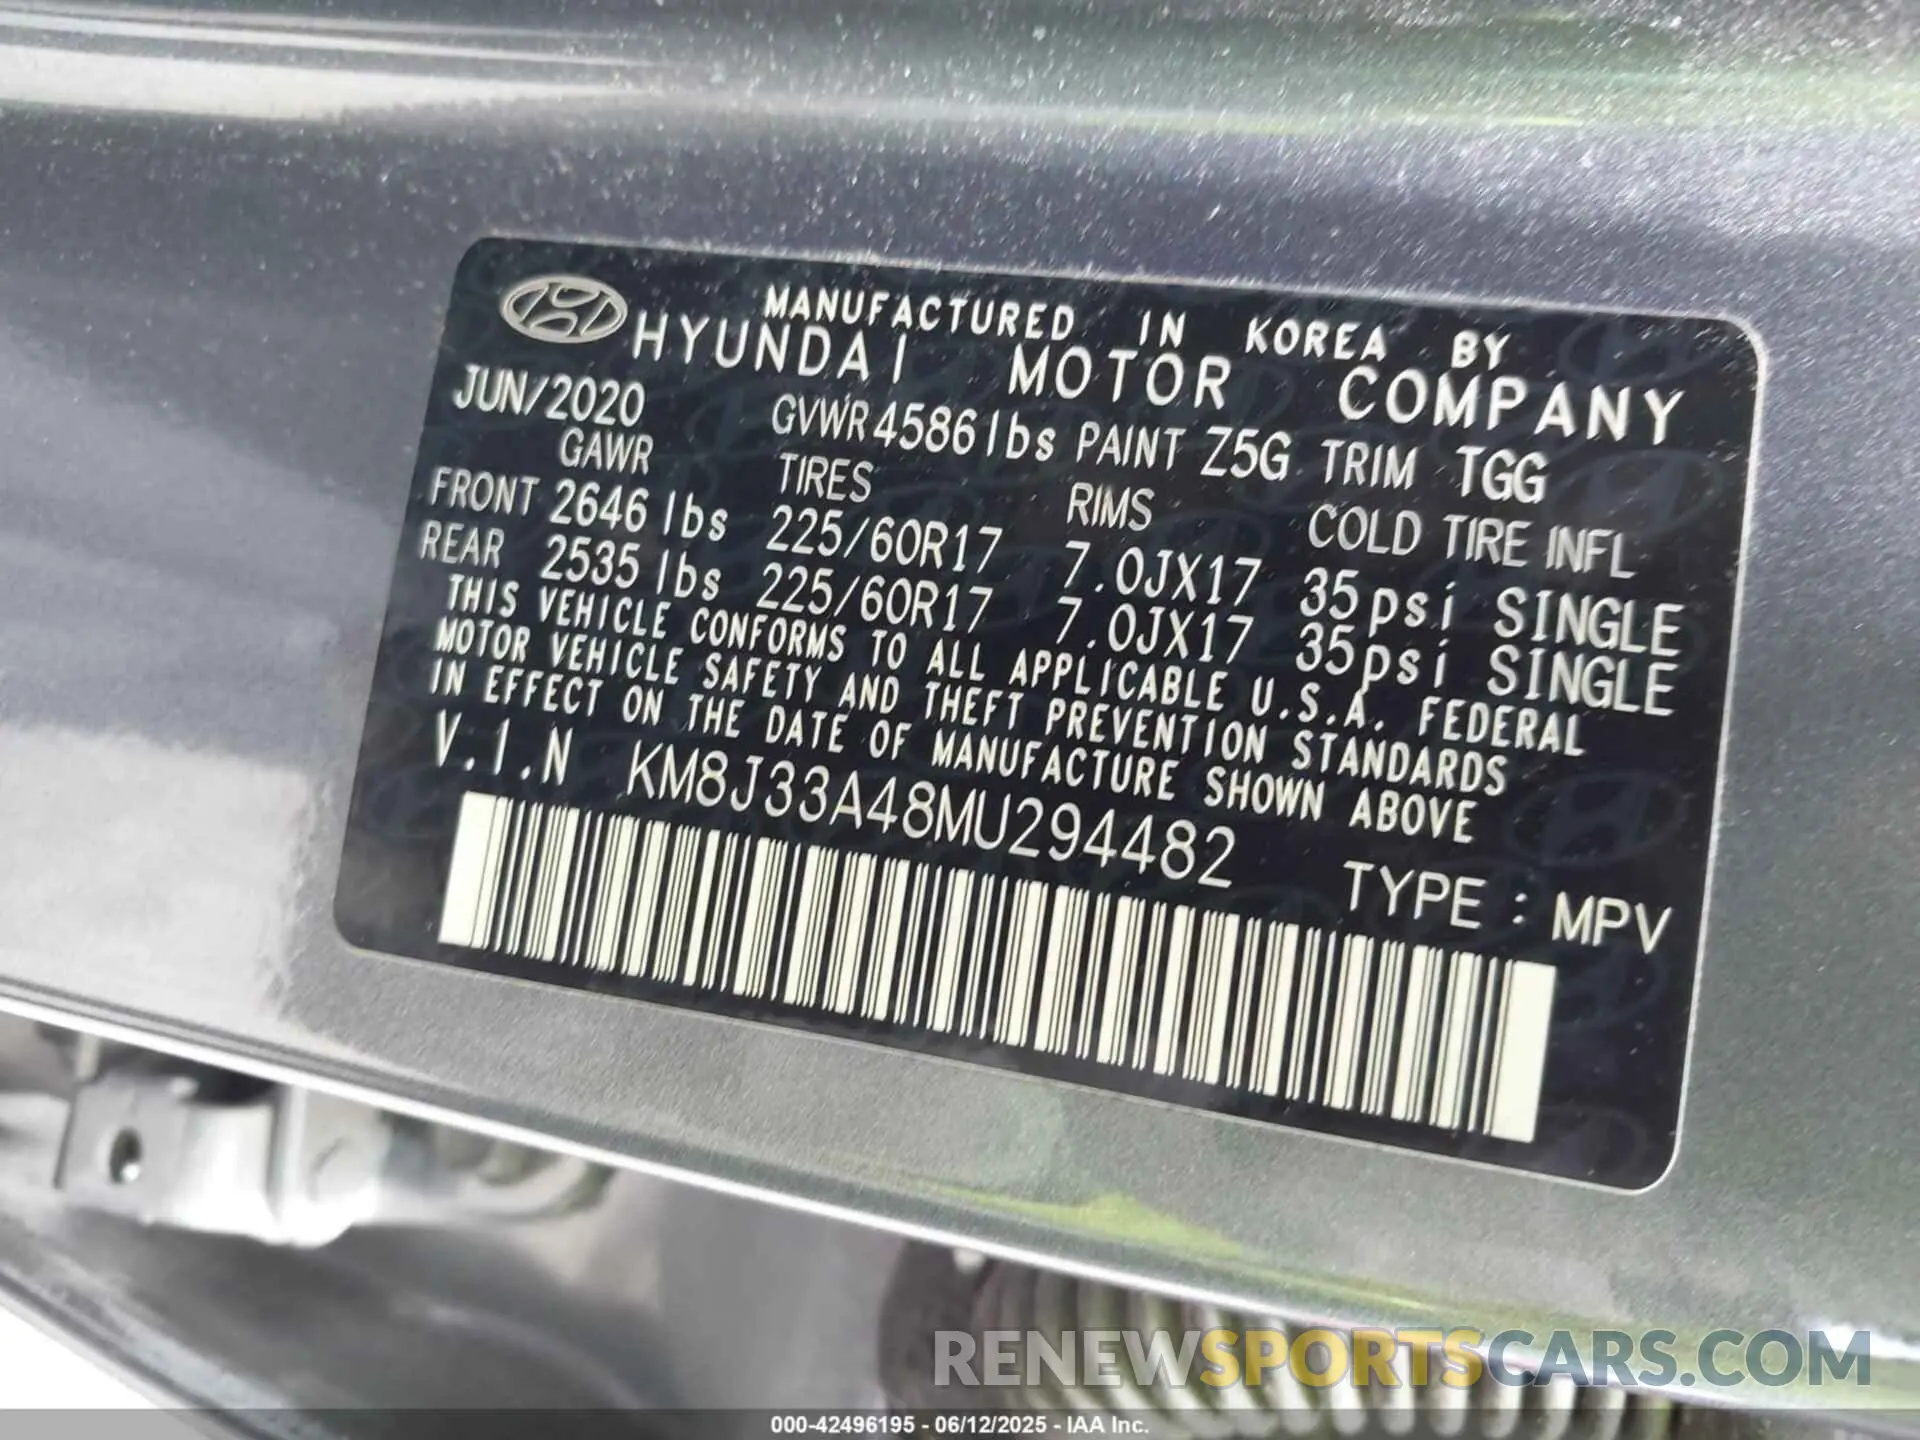 MANUFACTURED IN KOREA BY
HYUNDAI MOTOR COMPANY
JUN/2020 GVWR 4586 lbs PAINT Z5G TRIM TGG
GAWR TIRES RIMS COLD TIRE INFL
FRONT 2646 lbs 225/60R17 7.0JX17 35psi SINGLE
REAR 2535 lbs 225/60R17 7.0JX17 35psi SINGLE
THIS VEHICLE CONFORMS TO ALL APPLICABLE U.S.A. FEDERAL
MOTOR VEHICLE SAFETY AND THEFT PREVENTION STANDARDS
IN EFFECT ON THE DATE OF MANUFACTURE SHOWN ABOVE
V.I.N KM8J33A48MU294482
TYPE : MPV
RENEWSPORTSCARS.COM
000-42496195 - 06/12/2025 - IAA Inc.